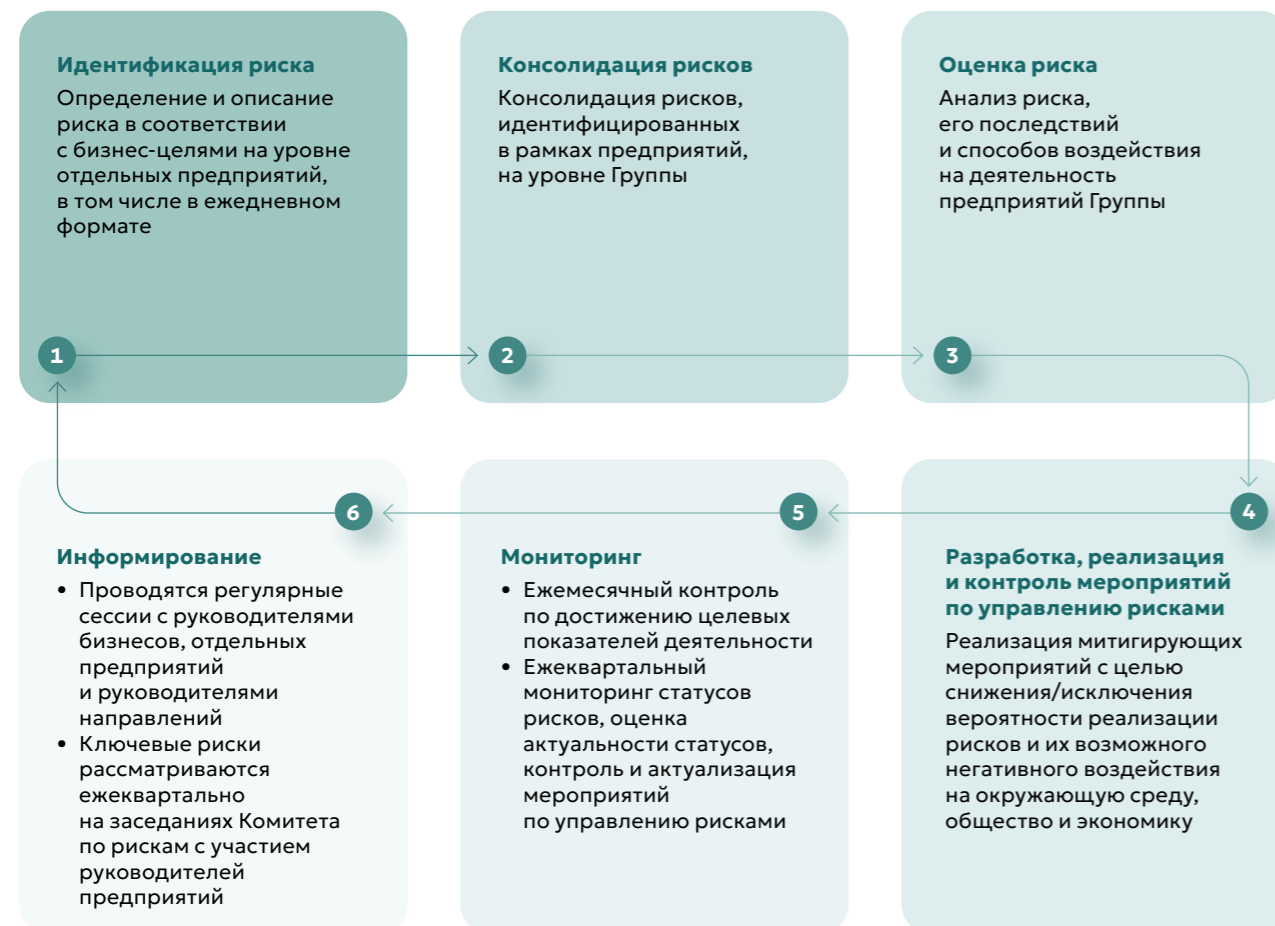 Идентификация риска
Определение и описание
риска в соответствии
с бизнес-целями на уровне
отдельных предприятий,
в том числе в ежедневном
формате
1
Консолидация рисков
Консолидация рисков,
идентифицированных
в рамках предприятий,
на уровне Группы
2
Оценка риска
Анализ риска,
его последствий
и способов воздействия
на деятельность
предприятий Группы
3
4
Разработка, реализация
и контроль мероприятий
по управлению рисками
Реализация митигирующих
мероприятий с целью
снижения/исключения
вероятности реализации
рисков и их возможного
негативного воздействия
на окружающую среду,
общество и экономику
5
Мониторинг
• Ежемесячный контроль
по достижению целевых
показателей деятельности
• Ежеквартальный
мониторинг статусов
рисков, оценка
актуальности статусов,
контроль и актуализация
мероприятий
по управлению рисками
6
Информирование
• Проводятся регулярные
сессии с руководителями
бизнесов, отдельных
предприятий
и руководителями
направлений
• Ключевые риски
рассматриваются
ежеквартально
на заседаниях Комитета
по рискам с участием
руководителей
предприятий